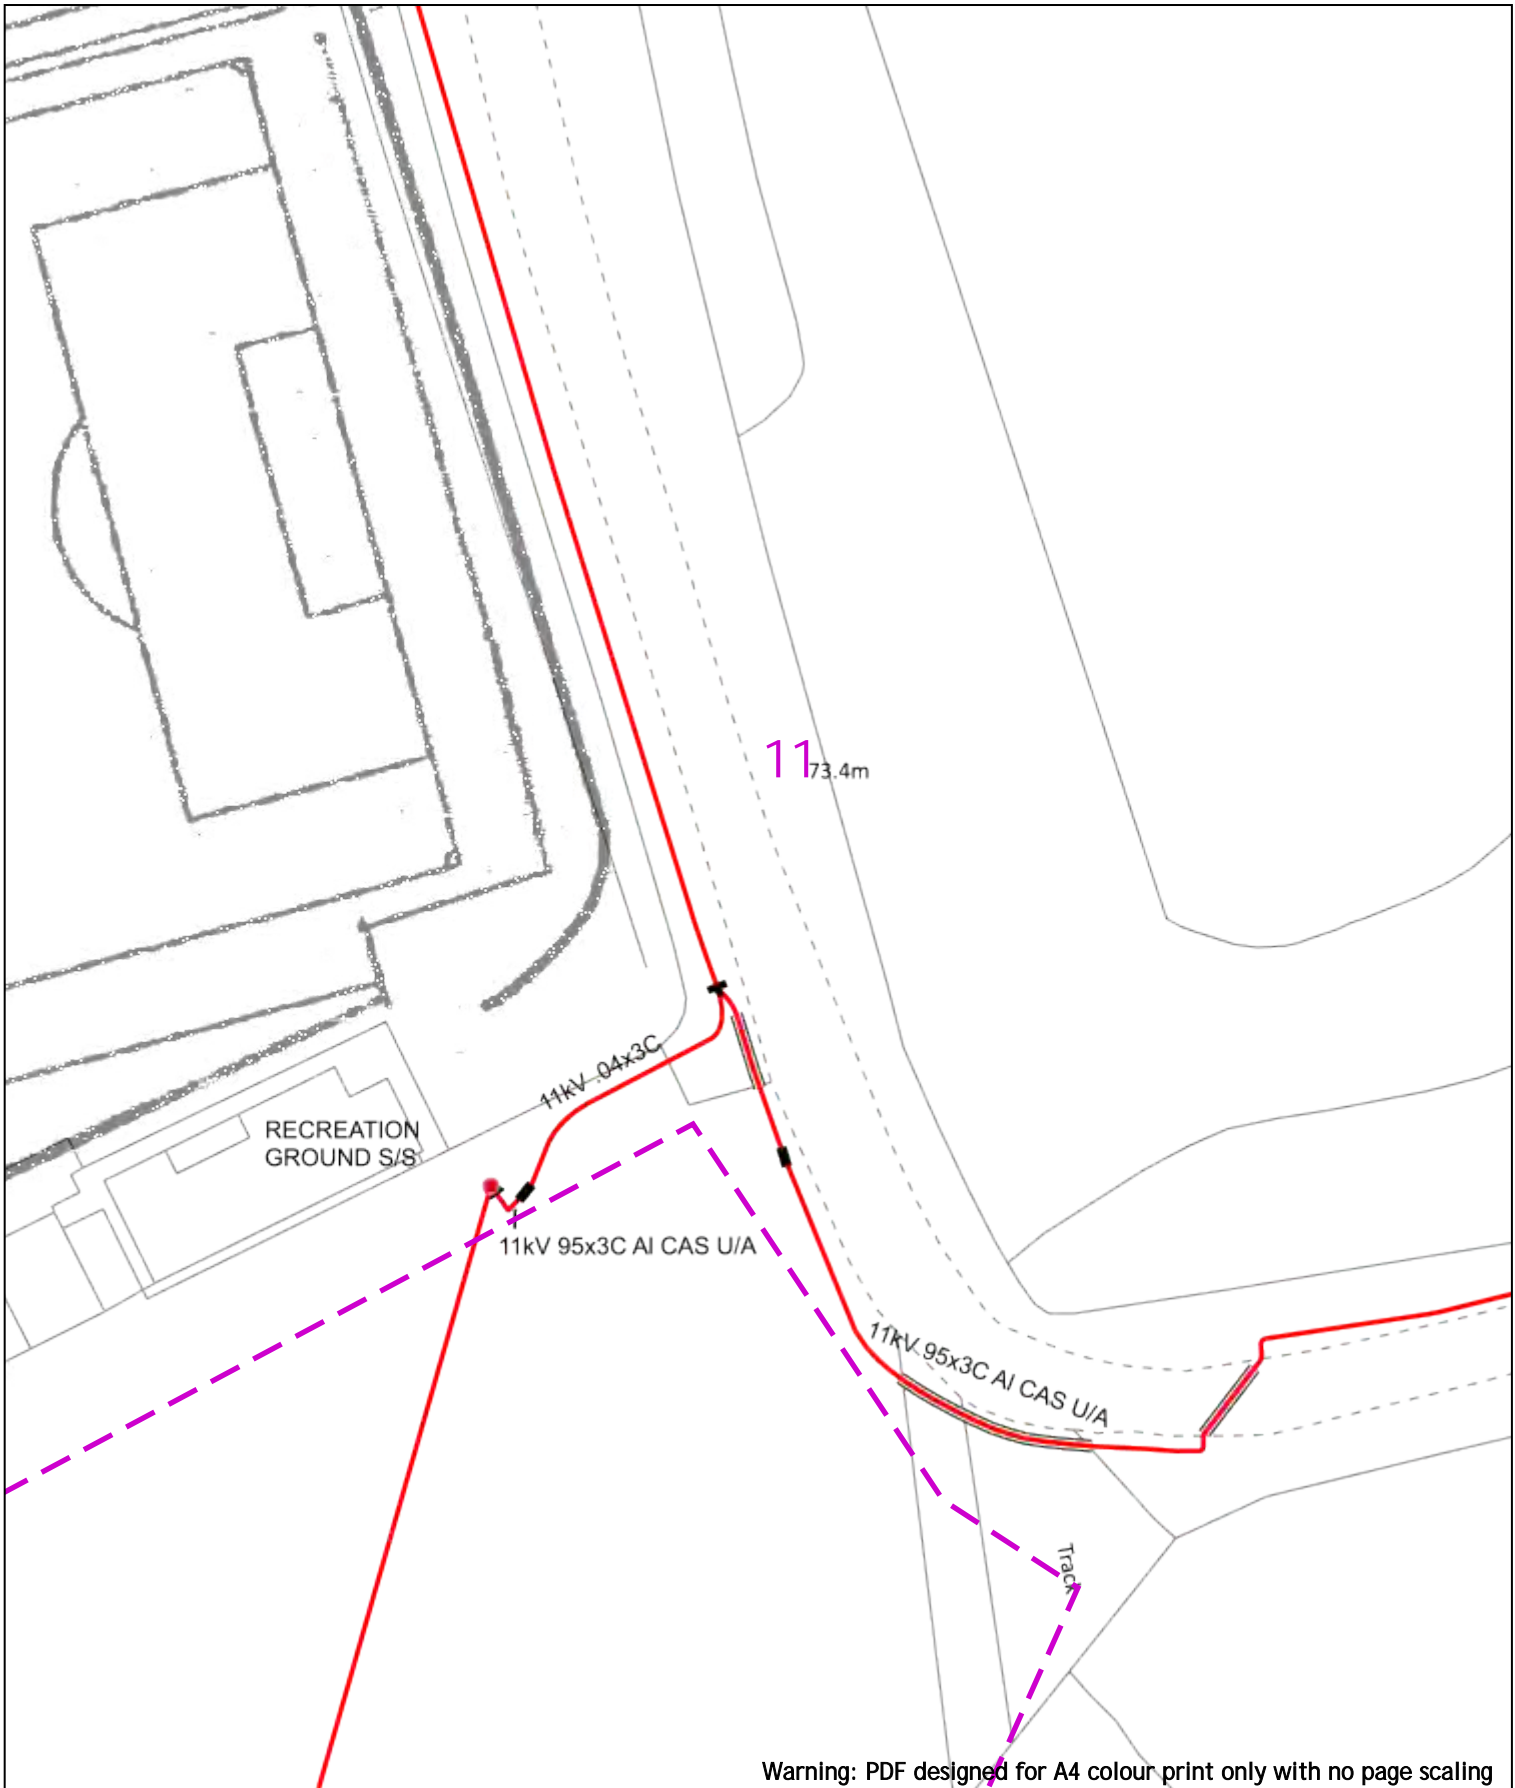 11
73.4m
11kV .04x3C
RECREATION
GROUND S/S
11kV 95x3C Al CAS U/A
11kV 95x3C Al CAS U/A
Track
Warning: PDF designed for A4 colour print only with no page scaling